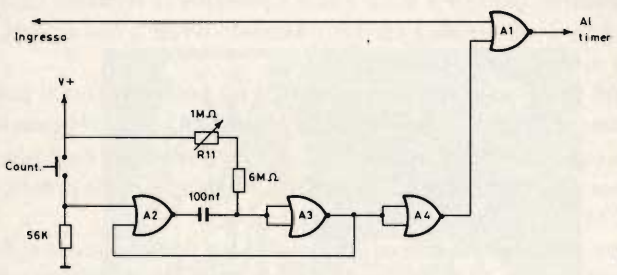 Ingresso
A1
Al
timer
V+
1MΩ
R11
Count.
6MΩ
100nf
A2
A3
A4
56K